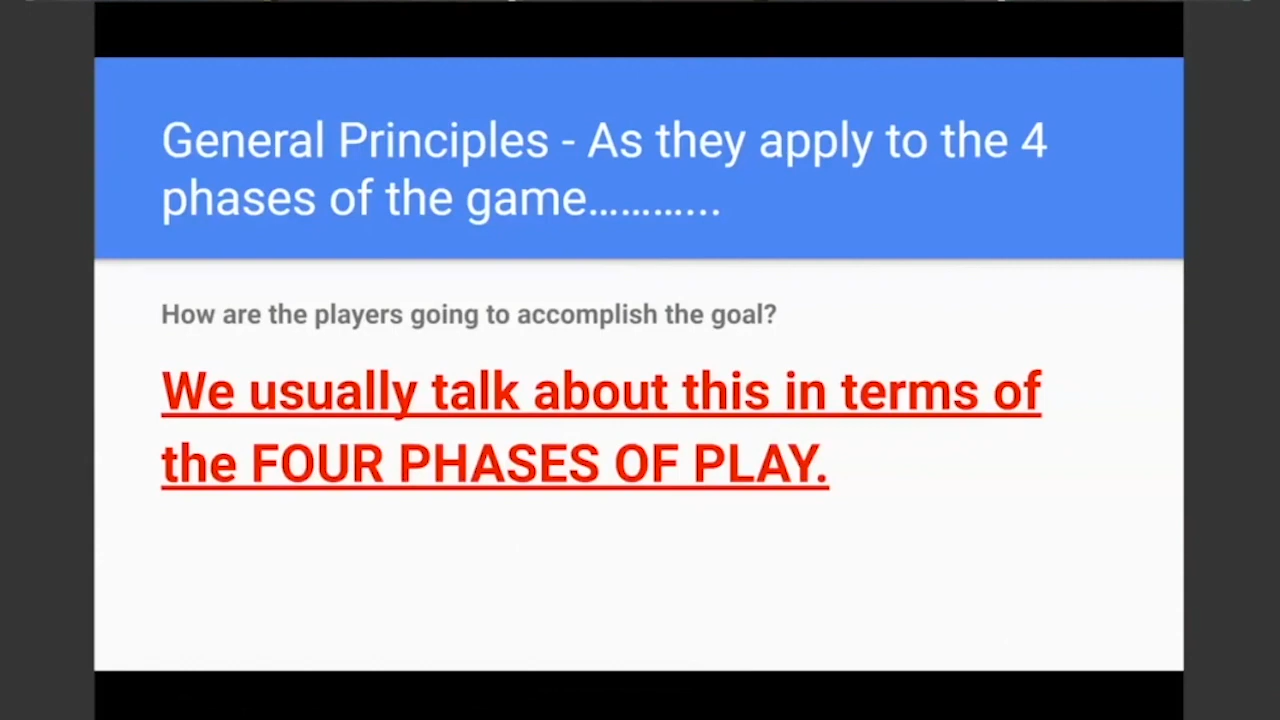 General Principles - As they apply to the 4
phases of the game………...
How are the players going to accomplish the goal?
We usually talk about this in terms of
the FOUR PHASES OF PLAY.